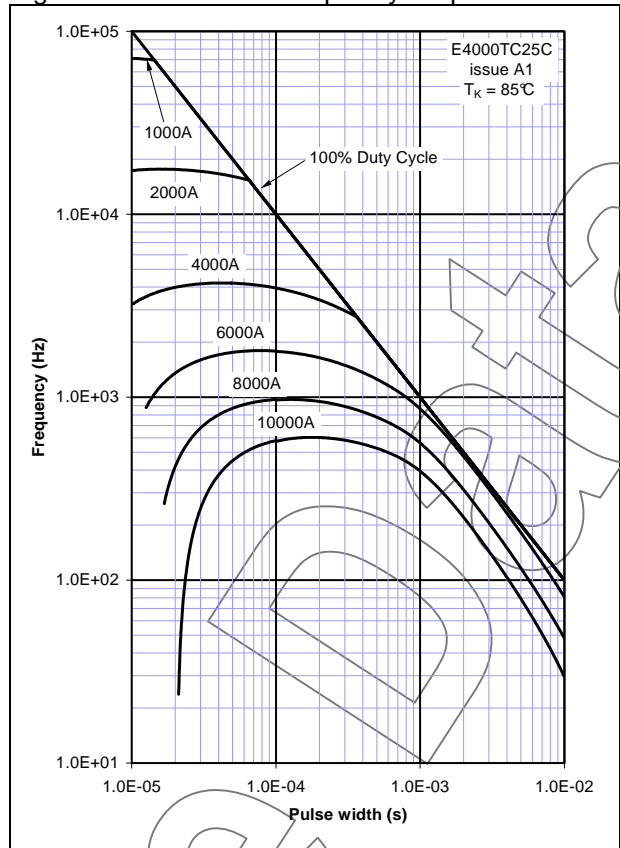 1.0E+05
E4000TC25C
issue A1
TK = 85℃
1000A
100% Duty Cycle
2000A
1.0E+04
4000A
6000A
1.0E+03
8000A
10000A
Frequency (Hz)
1.0E+02
1.0E+01
1.0E-05 1.0E-04 1.0E-03 1.0E-02
Pulse width (s)